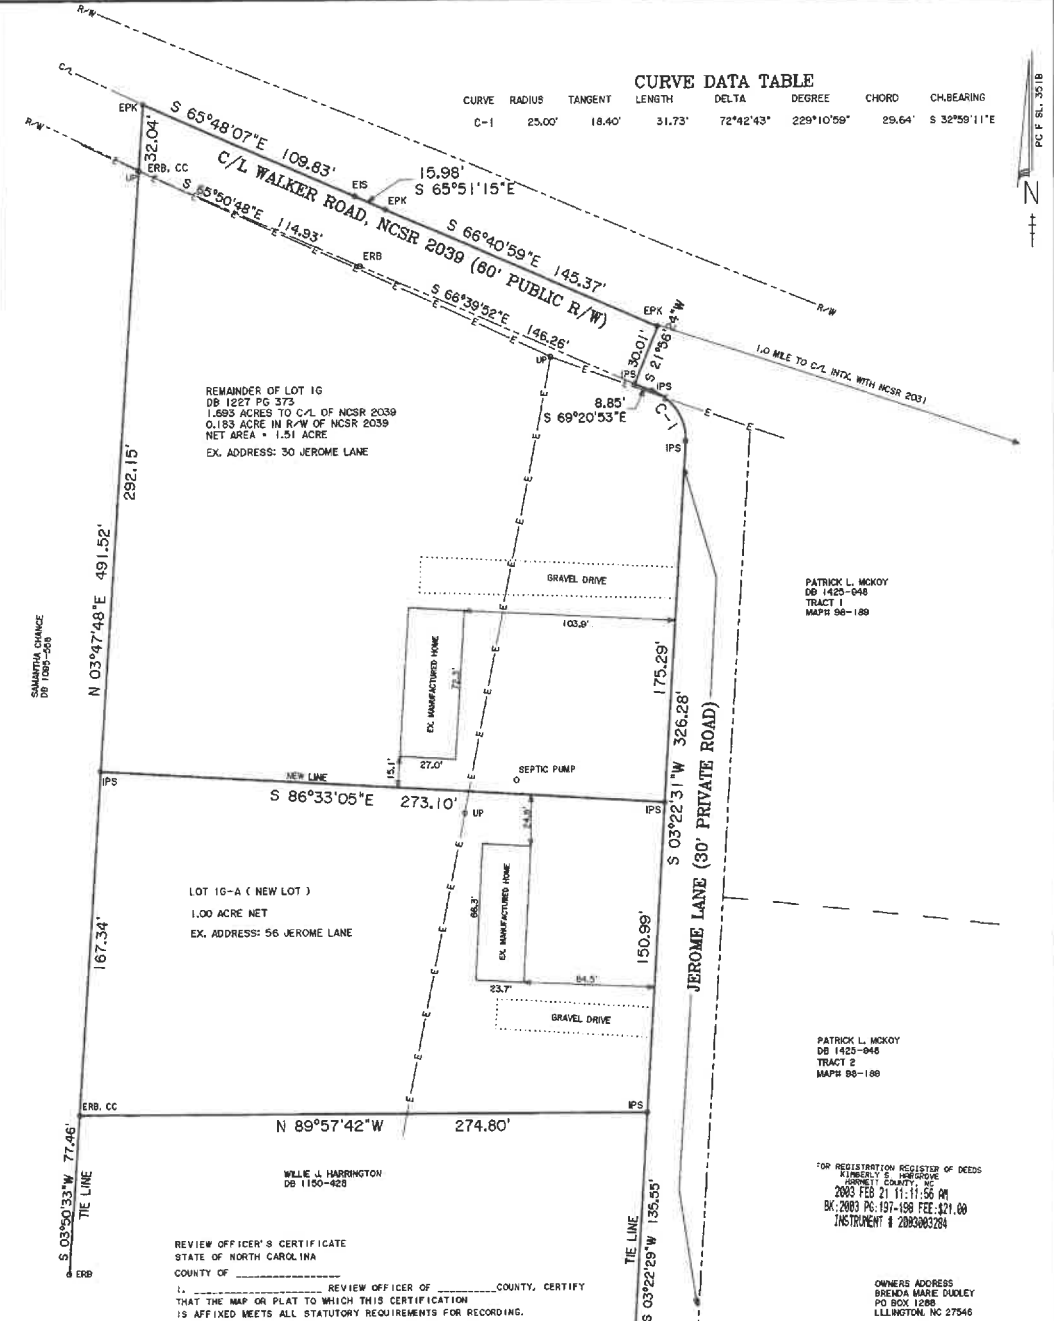 R/W
C/L
R/W
CURVE DATA TABLE
CURVE RADIUS TANGENT LENGTH DELTA DEGREE CHORD CH.BEARING
C-1 25.00' 18.40' 31.73' 72°42'43" 229°10'59" 29.64' S 32°59'11"E
PC F SL. 351B
N
EPK
S 65°48'07"E 109.83'
32.04'
ERB, CC
UP
C/L WALKER ROAD, NCSR 2039 (60' PUBLIC R/W)
EIS
15.98'
S 65°51'15"E
EPK
S 65°50'48"E 114.93'
ERB
S 66°40'59"E 145.37'
S 66°39'52"E 146.26'
UP
EPK
R/W
30.01'
S 21°56'24"W
IPS
IPS
8.85'
S 69°20'53"E
C-1
IPS
1.0 MILE TO C/L INTX. WITH NCSR 2031
REMAINDER OF LOT 1G
DB 1227 PG 373
1.693 ACRES TO C/L OF NCSR 2039
0.183 ACRE IN R/W OF NCSR 2039
NET AREA = 1.51 ACRE
EX. ADDRESS: 30 JEROME LANE
292.15'
N 03°47'48"E 491.52'
SAMANTHA CHANCE
GRAVEL DRIVE
103.9'
EX. MANUFACTURED HOME
72.3'
27.0'
15.1'
PATRICK L. MCKOY
DB 1425-048
TRACT 1
MAP# 98-189
175.29'
S 03°22'31"W 326.28'
JEROME LANE (30' PRIVATE ROAD)
IPS
NEW LINE
S 86°33'05"E 273.10'
SEPTIC PUMP
UP
IPS
LOT 1G-A ( NEW LOT )
1.00 ACRE NET
EX. ADDRESS: 56 JEROME LANE
167.34'
EX. MANUFACTURED HOME
66.3'
23.7'
84.5'
150.99'
GRAVEL DRIVE
PATRICK L. MCKOY
TRACT 2
ERB, CC
IPS
N 89°57'42"W 274.80'
S 03°50'33"W 77.46'
TIE LINE
ERB
WILLIE J. HARRINGTON
DB 1150-428
TIE LINE
S 03°22'29"W 135.55'
FOR REGISTRATION REGISTER OF DEEDS
KIMBERLY S. HARGROVE
HARNETT COUNTY, NC
2003 FEB 21 11:11:56 AM
BK:2003 PG:197-198 FEE:$21.00
INSTRUMENT # 2003003284
REVIEW OFFICER'S CERTIFICATE
STATE OF NORTH CAROLINA
COUNTY OF
I, REVIEW OFFICER OF COUNTY, CERTIFY
THAT THE MAP OR PLAT TO WHICH THIS CERTIFICATION
IS AFFIXED MEETS ALL STATUTORY REQUIREMENTS FOR RECORDING.
OWNERS ADDRESS
BRENDA MARIE DUDLEY
PO BOX 1288
LLLINGTON, NC 27546